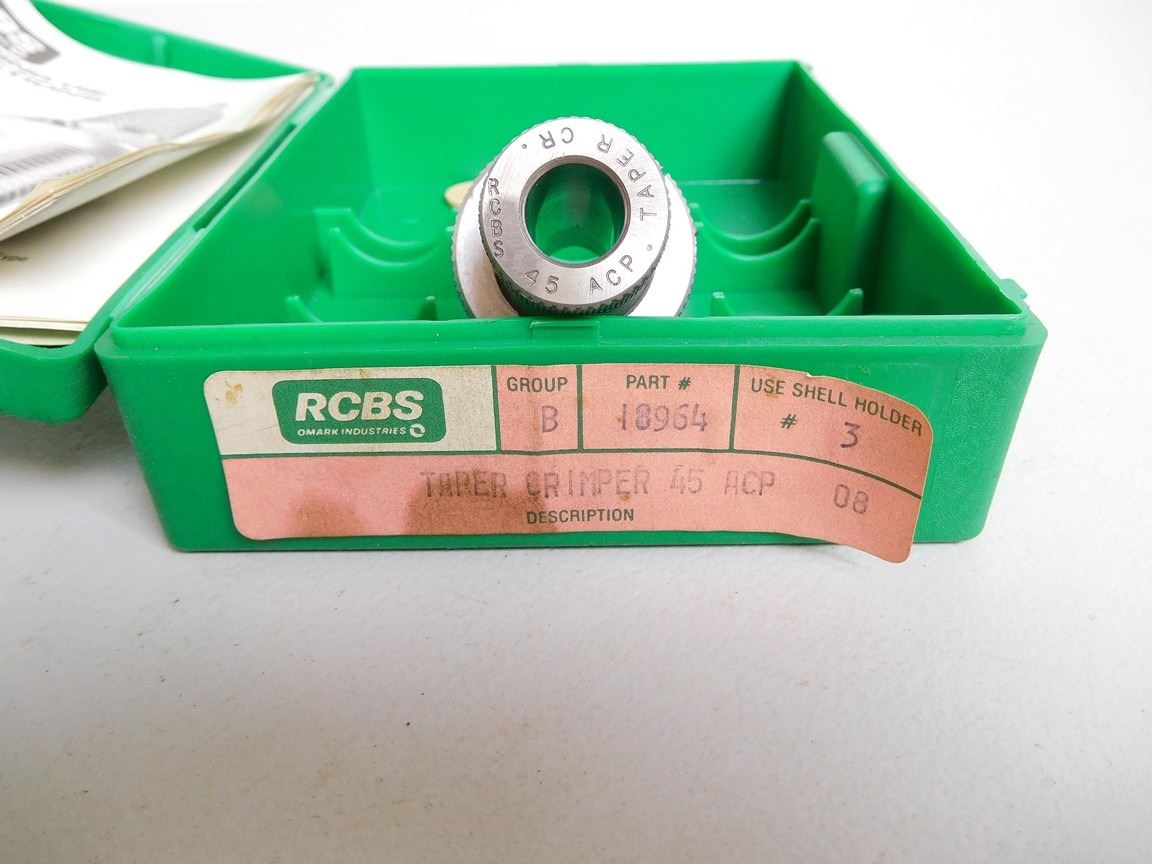 RCBS 45 ACP. TAPER CR.
RCBS
OMARK INDUSTRIES
GROUP
B
PART #
18964
USE SHELL HOLDER
# 3
TAPER CRIMPER 45 ACP 08
DESCRIPTION